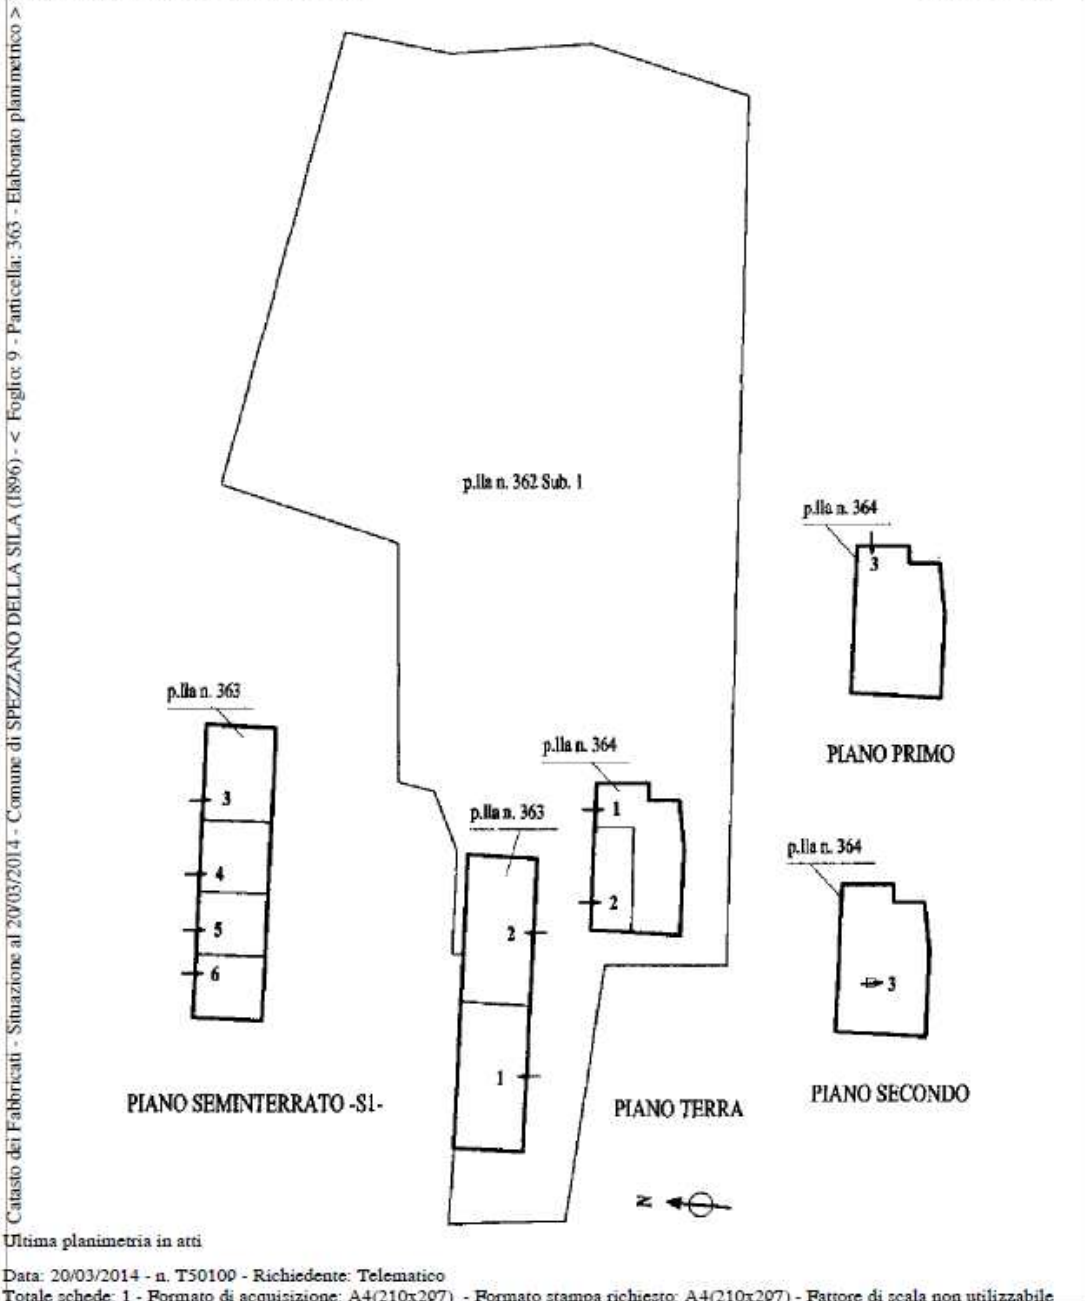 Catasto dei Fabbricati - Situazione al 20/03/2014 - Comune di SPEZZANO DELLA SILA (I896) - < Foglio: 9 - Particella: 363 - Elaborato planimetrico >
p.lla n. 362 Sub. 1
p.lla n. 364
3
PIANO PRIMO
p.lla n. 363
3
4
5
6
PIANO SEMINTERRATO -S1-
p.lla n. 364
1
2
p.lla n. 363
2
1
PIANO TERRA
p.lla n. 364
3
PIANO SECONDO
N
Ultima planimetria in atti
Data: 20/03/2014 - n. T50109 - Richiedente: Telematico
Totale schede: 1 - Formato di acquisizione: A4(210x297) - Formato stampa richiesto: A4(210x297) - Fattore di scala non utilizzabile